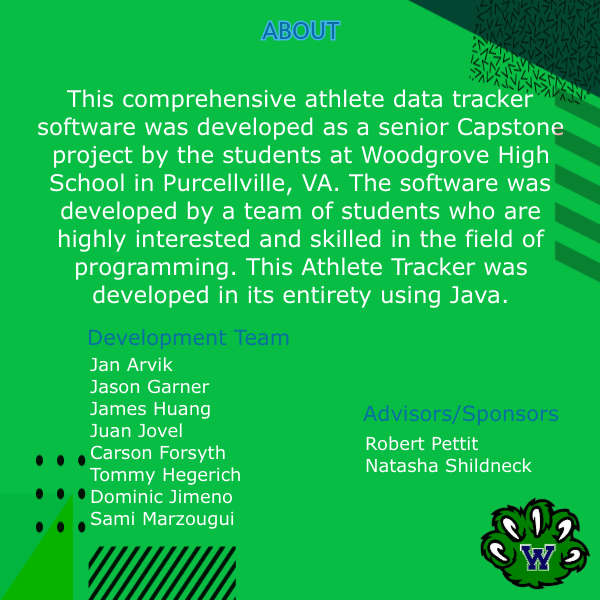 ABOUT
This comprehensive athlete data tracker
software was developed as a senior Capstone
project by the students at Woodgrove High
School in Purcellville, VA. The software was
developed by a team of students who are
highly interested and skilled in the field of
programming. This Athlete Tracker was
developed in its entirety using Java.
Development Team
Jan Arvik
Jason Garner
James Huang
Juan Jovel
Carson Forsyth
Tommy Hegerich
Dominic Jimeno
Sami Marzougui
Advisors/Sponsors
Robert Pettit
Natasha Shildneck
W